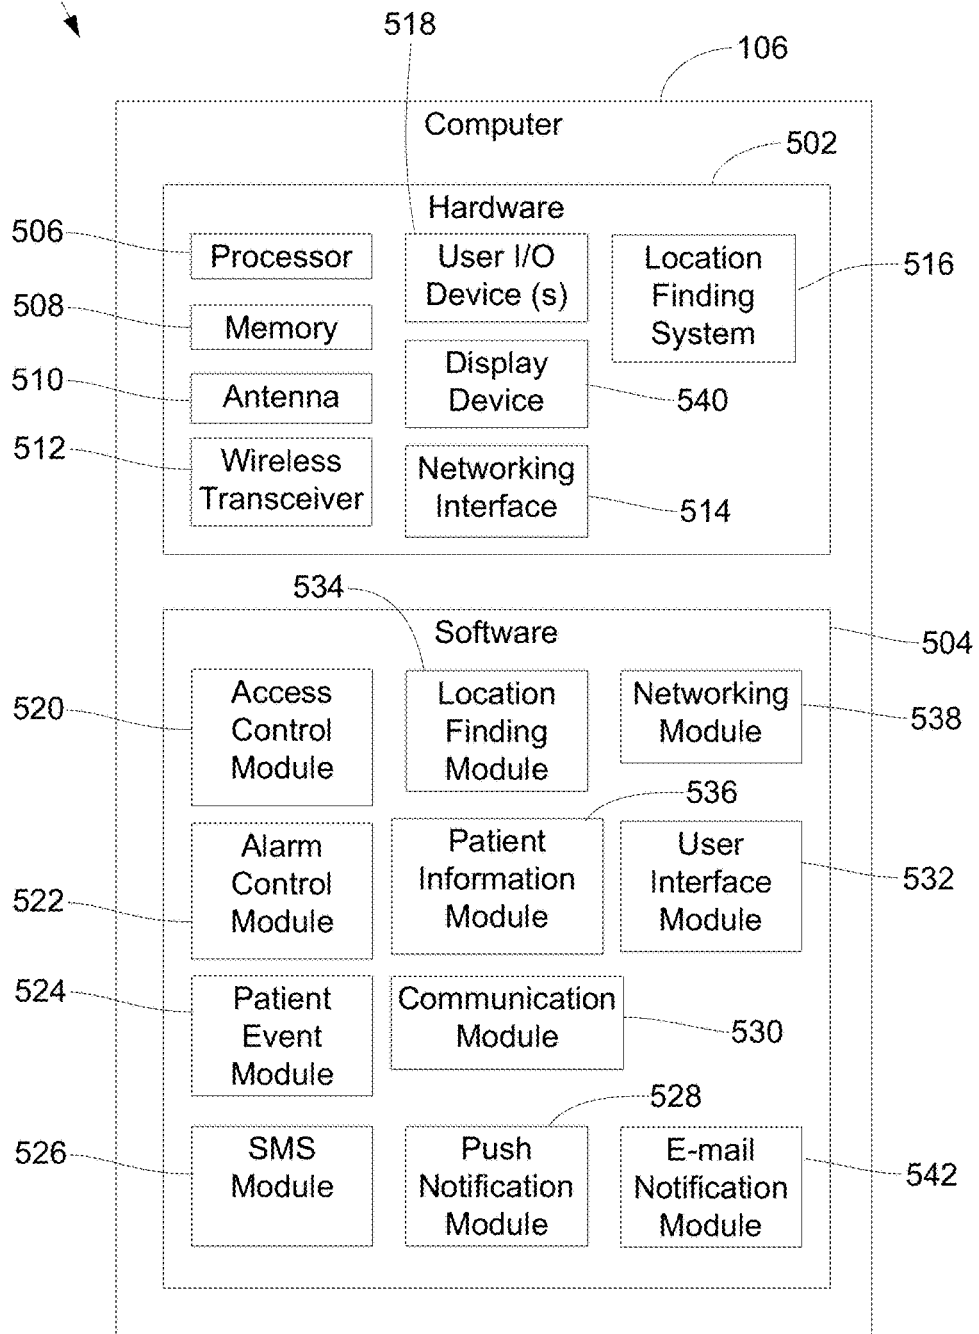 518
106
Computer
502
Hardware
506
Processor
User I/O
Device (s)
Location
Finding
System
516
508
Memory
510
Antenna
Display
Device
540
512
Wireless
Transceiver
Networking
Interface
514
534
Software
504
520
Access
Control
Module
Location
Finding
Module
Networking
Module
538
536
522
Alarm
Control
Module
Patient
Information
Module
User
Interface
Module
532
524
Patient
Event
Module
Communication
Module
530
528
526
SMS
Module
Push
Notification
Module
E-mail
Notification
Module
542